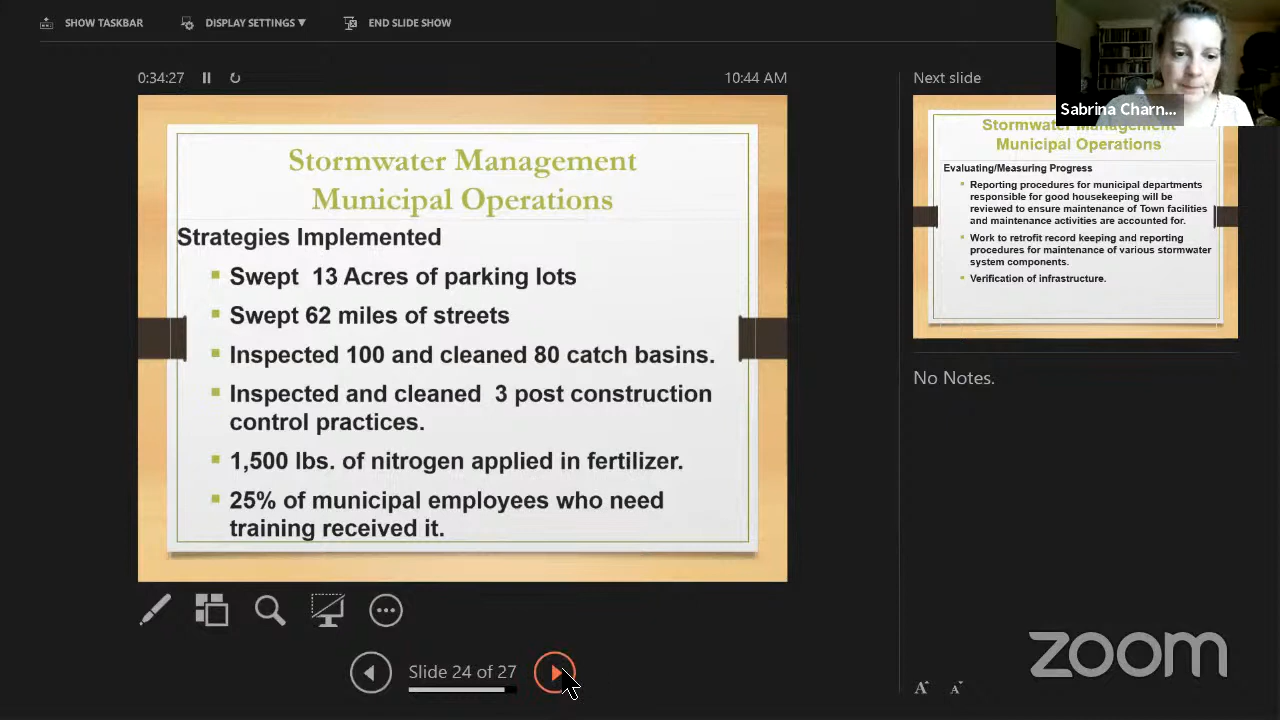 SHOW TASKBAR
DISPLAY SETTINGS ▼
END SLIDE SHOW
Sabrina Charn...
0:34:27
10:44 AM
Stormwater Management
Municipal Operations
Strategies Implemented
Swept 13 Acres of parking lots
Swept 62 miles of streets
Inspected 100 and cleaned 80 catch basins.
Inspected and cleaned 3 post construction
control practices.
1,500 lbs. of nitrogen applied in fertilizer.
25% of municipal employees who need
training received it.
Slide 24 of 27
Next slide
Stormwater Management
Municipal Operations
Evaluating/Measuring Progress
Reporting procedures for municipal departments
responsible for good housekeeping will be
reviewed to ensure maintenance of Town facilities
and maintenance activities are accounted for.
Work to retrofit record keeping and reporting
procedures for maintenance of various stormwater
system components.
Verification of infrastructure.
No Notes.
A A
zoom